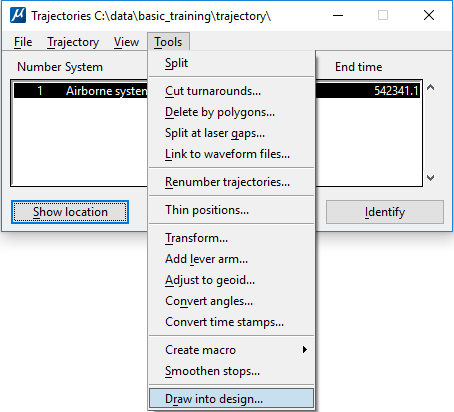 µ Trajectories C:\data\basic_training\trajectory\
File Trajectory View Tools
Number System End time
1 Airborne system 542341.1
Show location Identify
Split
Cut turnarounds...
Delete by polygons...
Split at laser gaps...
Link to waveform files...
Renumber trajectories...
Thin positions...
Transform...
Add lever arm...
Adjust to geoid...
Convert angles...
Convert time stamps...
Create macro
Smoothen stops...
Draw into design...